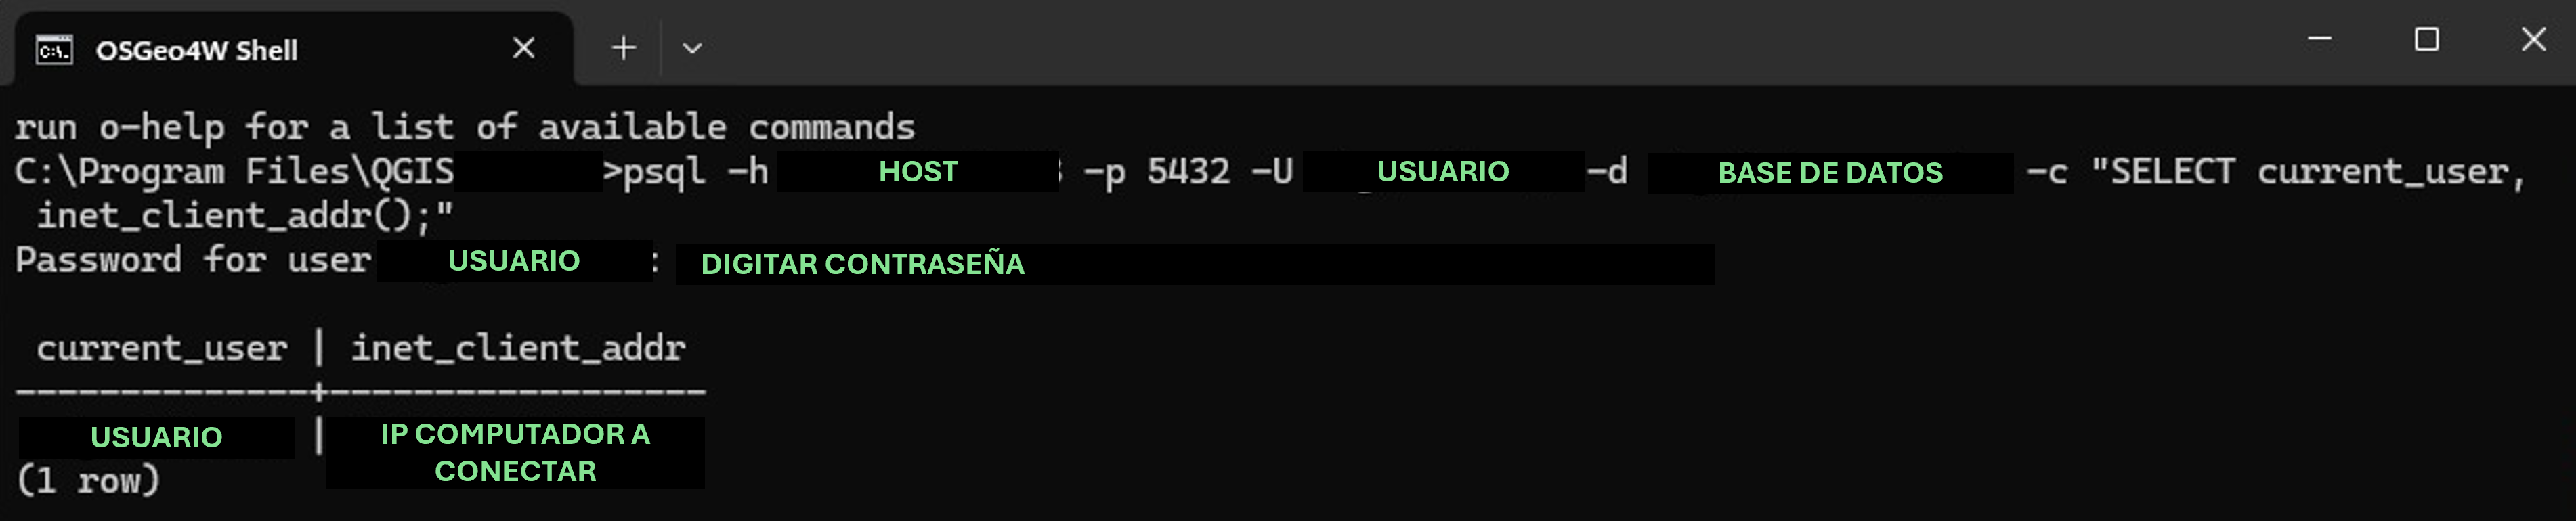 OSGeo4W Shell
run o-help for a list of available commands
C:\Program Files\QGIS >psql -h HOST -p 5432 -U USUARIO -d BASE DE DATOS -c "SELECT current_user,
inet_client_addr();"
Password for user USUARIO : DIGITAR CONTRASEÑA
current_user | inet_client_addr
--------------+-----------------
USUARIO | IP COMPUTADOR A
CONECTAR
(1 row)